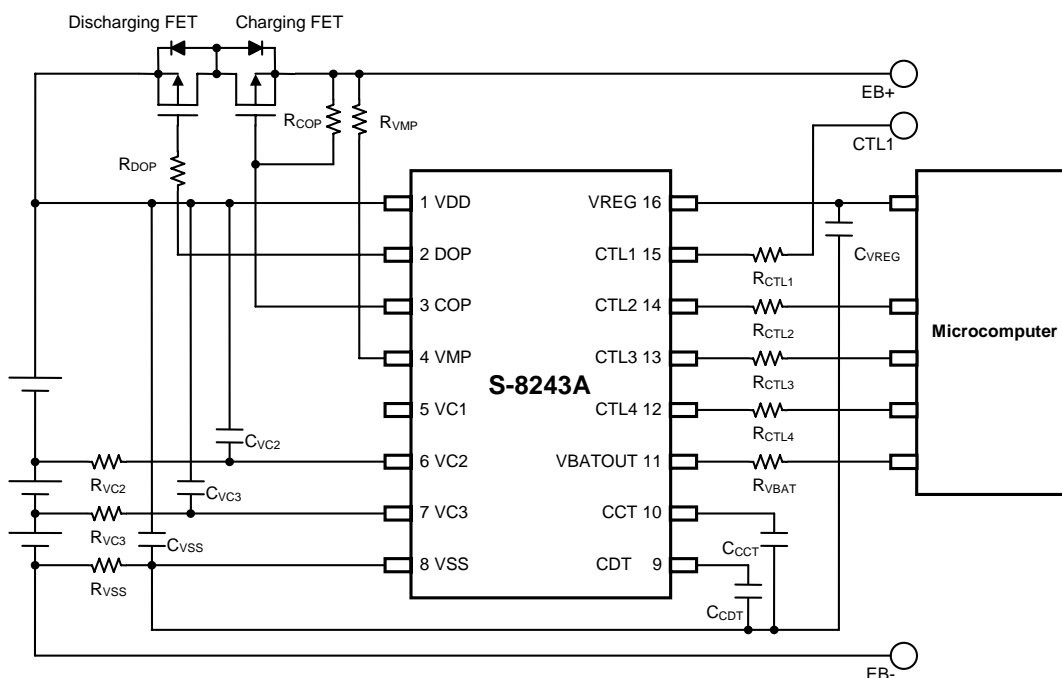 Discharging FET
Charging FET
EB+
RCOP
RVMP
CTL1
RDOP
1 VDD
VREG 16
2 DOP
CTL1 15
CVREG
RCTL1
3 COP
CTL2 14
RCTL2
Microcomputer
4 VMP
CTL3 13
S-8243A
RCTL3
5 VC1
CTL4 12
RCTL4
CVC2
6 VC2
VBATOUT 11
RVC2
RVBAT
CVC3
7 VC3
CCT 10
RVC3
CVSS
CCCT
8 VSS
CDT 9
RVSS
CCDT
EB-